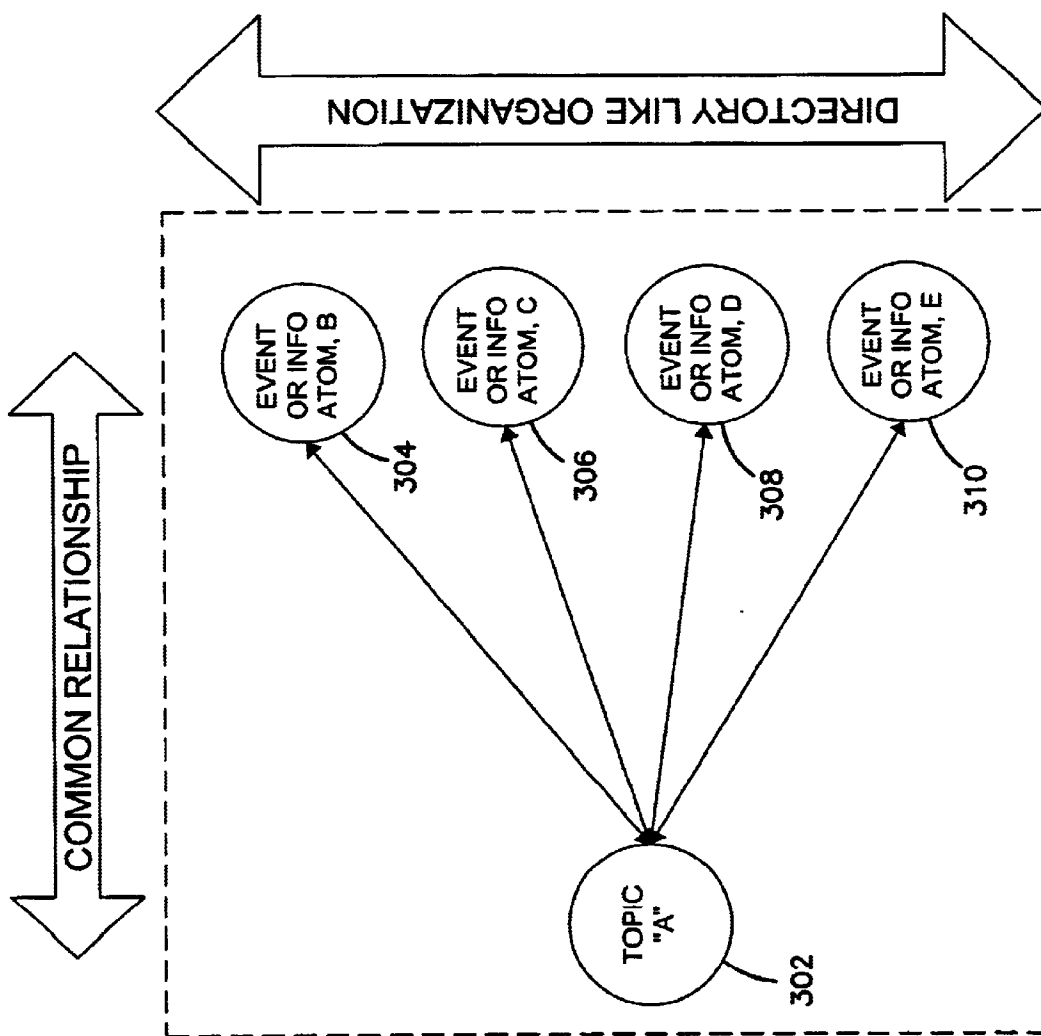 COMMON RELATIONSHIP
DIRECTORY LIKE ORGANIZATION
EVENT
OR INFO
ATOM, B
304
EVENT
OR INFO
ATOM, C
306
EVENT
OR INFO
ATOM, D
308
EVENT
OR INFO
ATOM, E
310
TOPIC
"A"
302